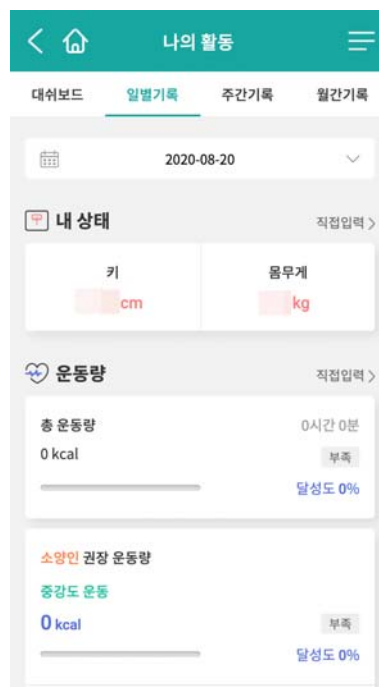 나의 활동
대쉬보드 일별기록 주간기록 월간기록
2020-08-20
내 상태 직접입력 >
키 몸무게
cm kg
운동량 직접입력 >
총 운동량 0시간 0분
0 kcal 부족
달성도 0%
소양인 권장 운동량
중강도 운동
0 kcal 부족
달성도 0%